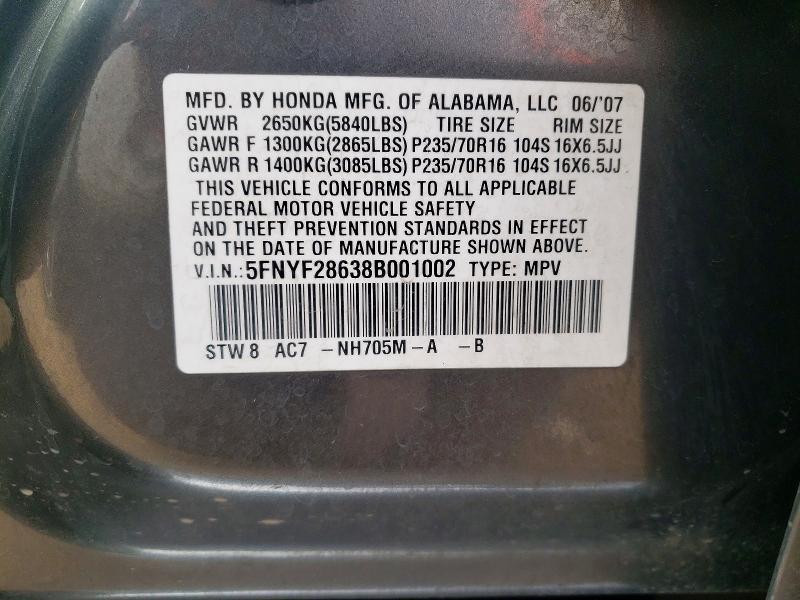 MFD. BY HONDA MFG. OF ALABAMA, LLC 06/'07
GVWR 2650KG(5840LBS) TIRE SIZE RIM SIZE
GAWR F 1300KG(2865LBS) P235/70R16 104S 16X6.5JJ
GAWR R 1400KG(3085LBS) P235/70R16 104S 16X6.5JJ
THIS VEHICLE CONFORMS TO ALL APPLICABLE
FEDERAL MOTOR VEHICLE SAFETY
AND THEFT PREVENTION STANDARDS IN EFFECT
ON THE DATE OF MANUFACTURE SHOWN ABOVE.
V.I.N.: 5FNYF28638B001002 TYPE: MPV
STW8 AC7 -NH705M-A -B